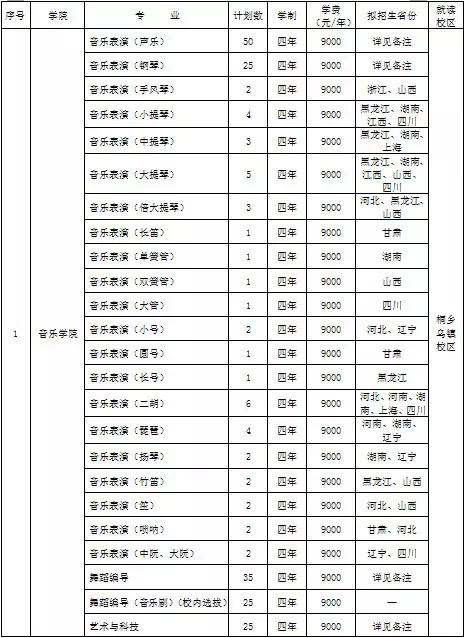 序号 学院 专 业 计划数 学制 学费（元/年） 拟招生省份 就读校区
1 音乐学院 桐乡乌镇校区
音乐表演（声乐） 50 四年 9000 详见备注
音乐表演（钢琴） 25 四年 9000 详见备注
音乐表演（手风琴） 2 四年 9000 浙江、山西
音乐表演（小提琴） 4 四年 9000 黑龙江、湖南、江西、四川
音乐表演（中提琴） 3 四年 9000 黑龙江、湖南、上海
音乐表演（大提琴） 5 四年 9000 黑龙江、湖南、江西、山西、四川
音乐表演（倍大提琴） 3 四年 9000 河北、黑龙江、山西
音乐表演（长笛） 1 四年 9000 甘肃
音乐表演（单簧管） 1 四年 9000 湖南
音乐表演（双簧管） 1 四年 9000 山西
音乐表演（大管） 1 四年 9000 四川
音乐表演（小号） 2 四年 9000 河北、辽宁
音乐表演（圆号） 1 四年 9000 甘肃
音乐表演（长号） 1 四年 9000 黑龙江
音乐表演（二胡） 6 四年 9000 河北、河南、湖南、上海、四川
音乐表演（琵琶） 4 四年 9000 河南、湖南、辽宁
音乐表演（扬琴） 2 四年 9000 湖南、辽宁
音乐表演（竹笛） 2 四年 9000 黑龙江、山西
音乐表演（笙） 2 四年 9000 河北、山西
音乐表演（唢呐） 2 四年 9000 甘肃、河北
音乐表演（中阮、大阮） 2 四年 9000 辽宁、四川
舞蹈编导 35 四年 9000 详见备注
舞蹈编导（音乐剧）（校内选拔） 25 四年 9000 —
艺术与科技 25 四年 9000 详见备注